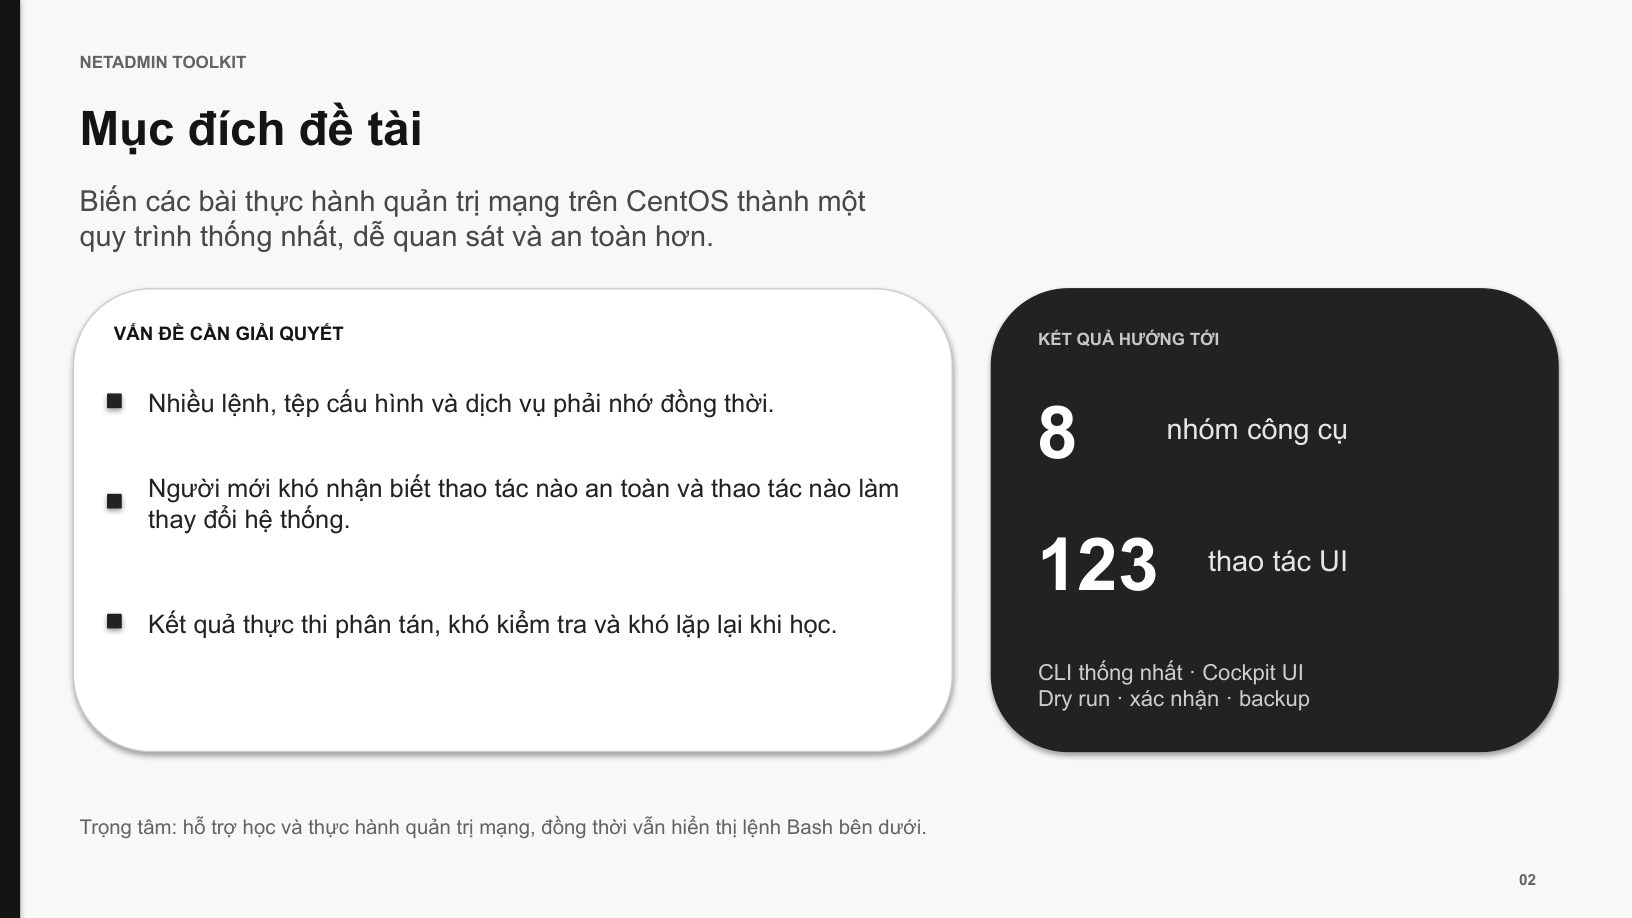 NETADMIN TOOLKIT
Mục đích đề tài
Biến các bài thực hành quản trị mạng trên CentOS thành một
quy trình thống nhất, dễ quan sát và an toàn hơn.
VẤN ĐỀ CẦN GIẢI QUYẾT
Nhiều lệnh, tệp cấu hình và dịch vụ phải nhớ đồng thời.
Người mới khó nhận biết thao tác nào an toàn và thao tác nào làm
thay đổi hệ thống.
Kết quả thực thi phân tán, khó kiểm tra và khó lặp lại khi học.
KẾT QUẢ HƯỚNG TỚI
8 nhóm công cụ
123 thao tác UI
CLI thống nhất · Cockpit UI
Dry run · xác nhận · backup
Trọng tâm: hỗ trợ học và thực hành quản trị mạng, đồng thời vẫn hiển thị lệnh Bash bên dưới.
02